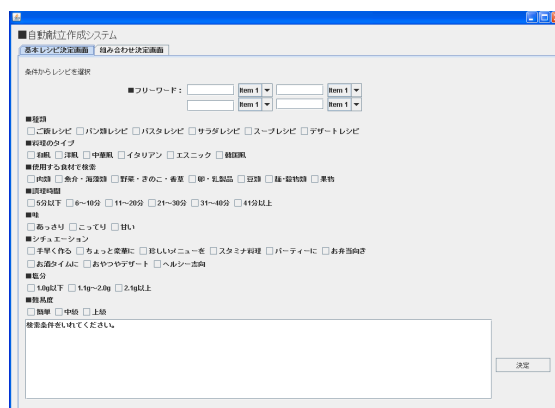 ■自動献立作成システム
基本レシピ決定画面 組み合わせ決定画面
条件からレシピを選択
■フリーワード： Item 1 Item 1
Item 1 Item 1
■種類
ご飯レシピ パン類レシピ パスタレシピ サラダレシピ スープレシピ デザートレシピ
■料理のタイプ
和風 洋風 中華風 イタリアン エスニック 韓国風
■使用する食材で検索
肉類 魚介・海藻類 野菜・きのこ・香草 卵・乳製品 豆類 麺・穀物類 果物
■調理時間
5分以下 6～10分 11～20分 21～30分 31～40分 41分以上
■味
あっさり こってり 甘い
■シチュエーション
手早く作る ちょっと豪華に 珍しいメニューを スタミナ料理 パーティーに お弁当向き
お酒タイムに おやつやデザート ヘルシー志向
■塩分
1.0g以下 1.1g～2.0g 2.1g以上
■難易度
簡単 中級 上級
検索条件をいれてください。
決定